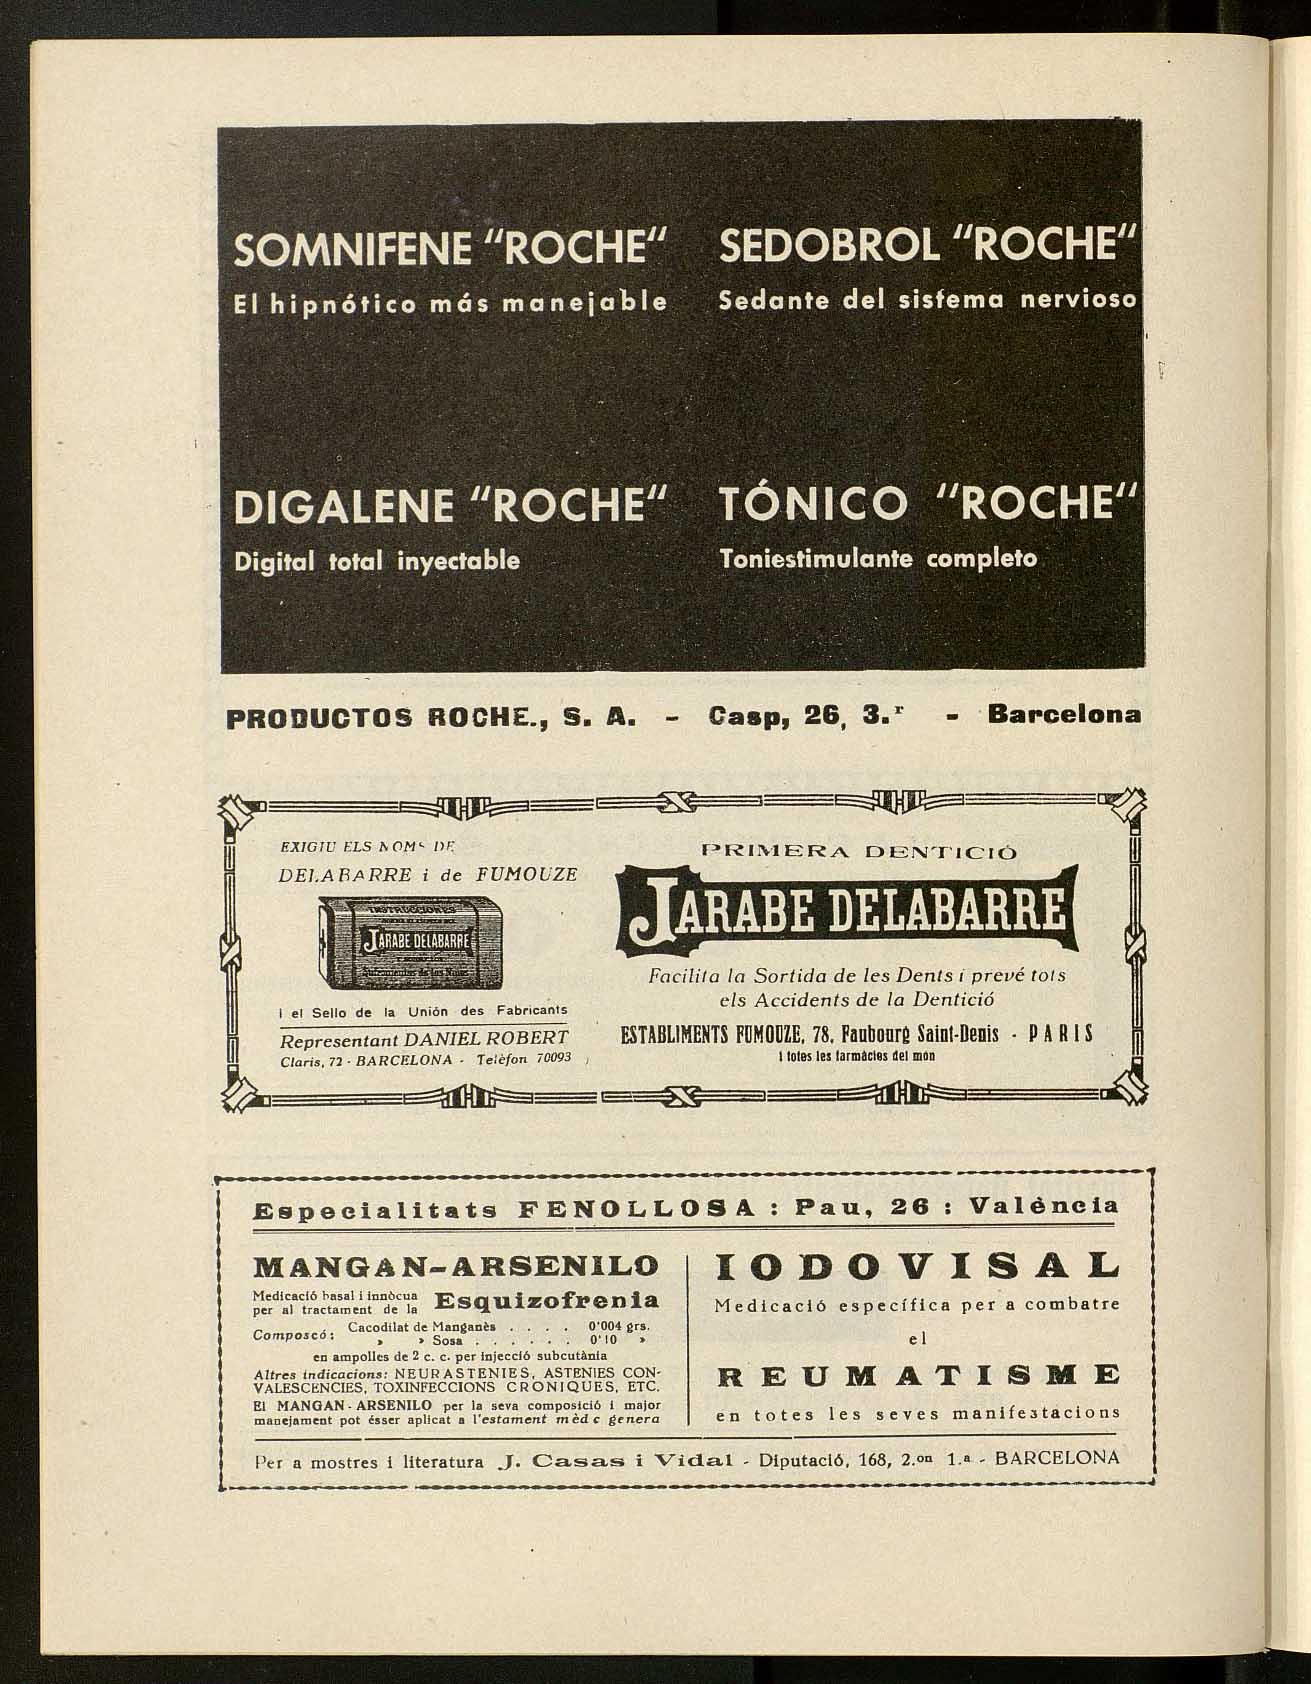 SOMNIFENE "ROCHE"
El hipnótico más manejable
SEDOBROL "ROCHE"
Sedante del sistema nervioso
DIGALENE "ROCHE"
Digital total inyectable
TÓNICO "ROCHE"
Toniestimulante completo
PRODUCTOS ROCHE., S. A. - Casp, 26, 3.r - Barcelona
EXIGIU ELS NOMS DE
DELABARRE i de FUMOUZE
INSTRUCCIONES
JARABE DELABARRE
i el Sello de la Unión des Fabricants
Representant DANIEL ROBERT
Claris, 72 - BARCELONA - Telèfon 70093
PRIMERA DENTICIÓ
JARABE DELABARRE
Facilita la Sortida de les Dents i prevé tots
els Accidents de la Dentició
ESTABLIMENTS FUMOUZE, 78, Faubourg Saint-Denis - PARIS
I totes les farmàcies del món
Especialitats FENOLLOSA : Pau, 26 : València
MANGAN-ARSENILO
Medicació basal i innòcua
per al tractament de la Esquizofrenia
Composeó: Cacodilat de Manganès . . . . 0'004 grs.
» » Sosa . . . . . . 0'10 »
en ampolles de 2 c. c. per injecció subcutània
Altres indicacions: NEURASTENIES, ASTENIES CON-
VALESCENCIES, TOXINFECCIONS CRONIQUES, ETC.
El MANGAN-ARSENILO per la seva composició i major
manejament pot ésser aplicat a l'estament mèd c genera
IODOVISAL
Medicació específica per a combatre
el
REUMATISME
en totes les seves manifestacions
Per a mostres i literatura J. Casas i Vidal - Diputació, 168, 2.on 1.a - BARCELONA